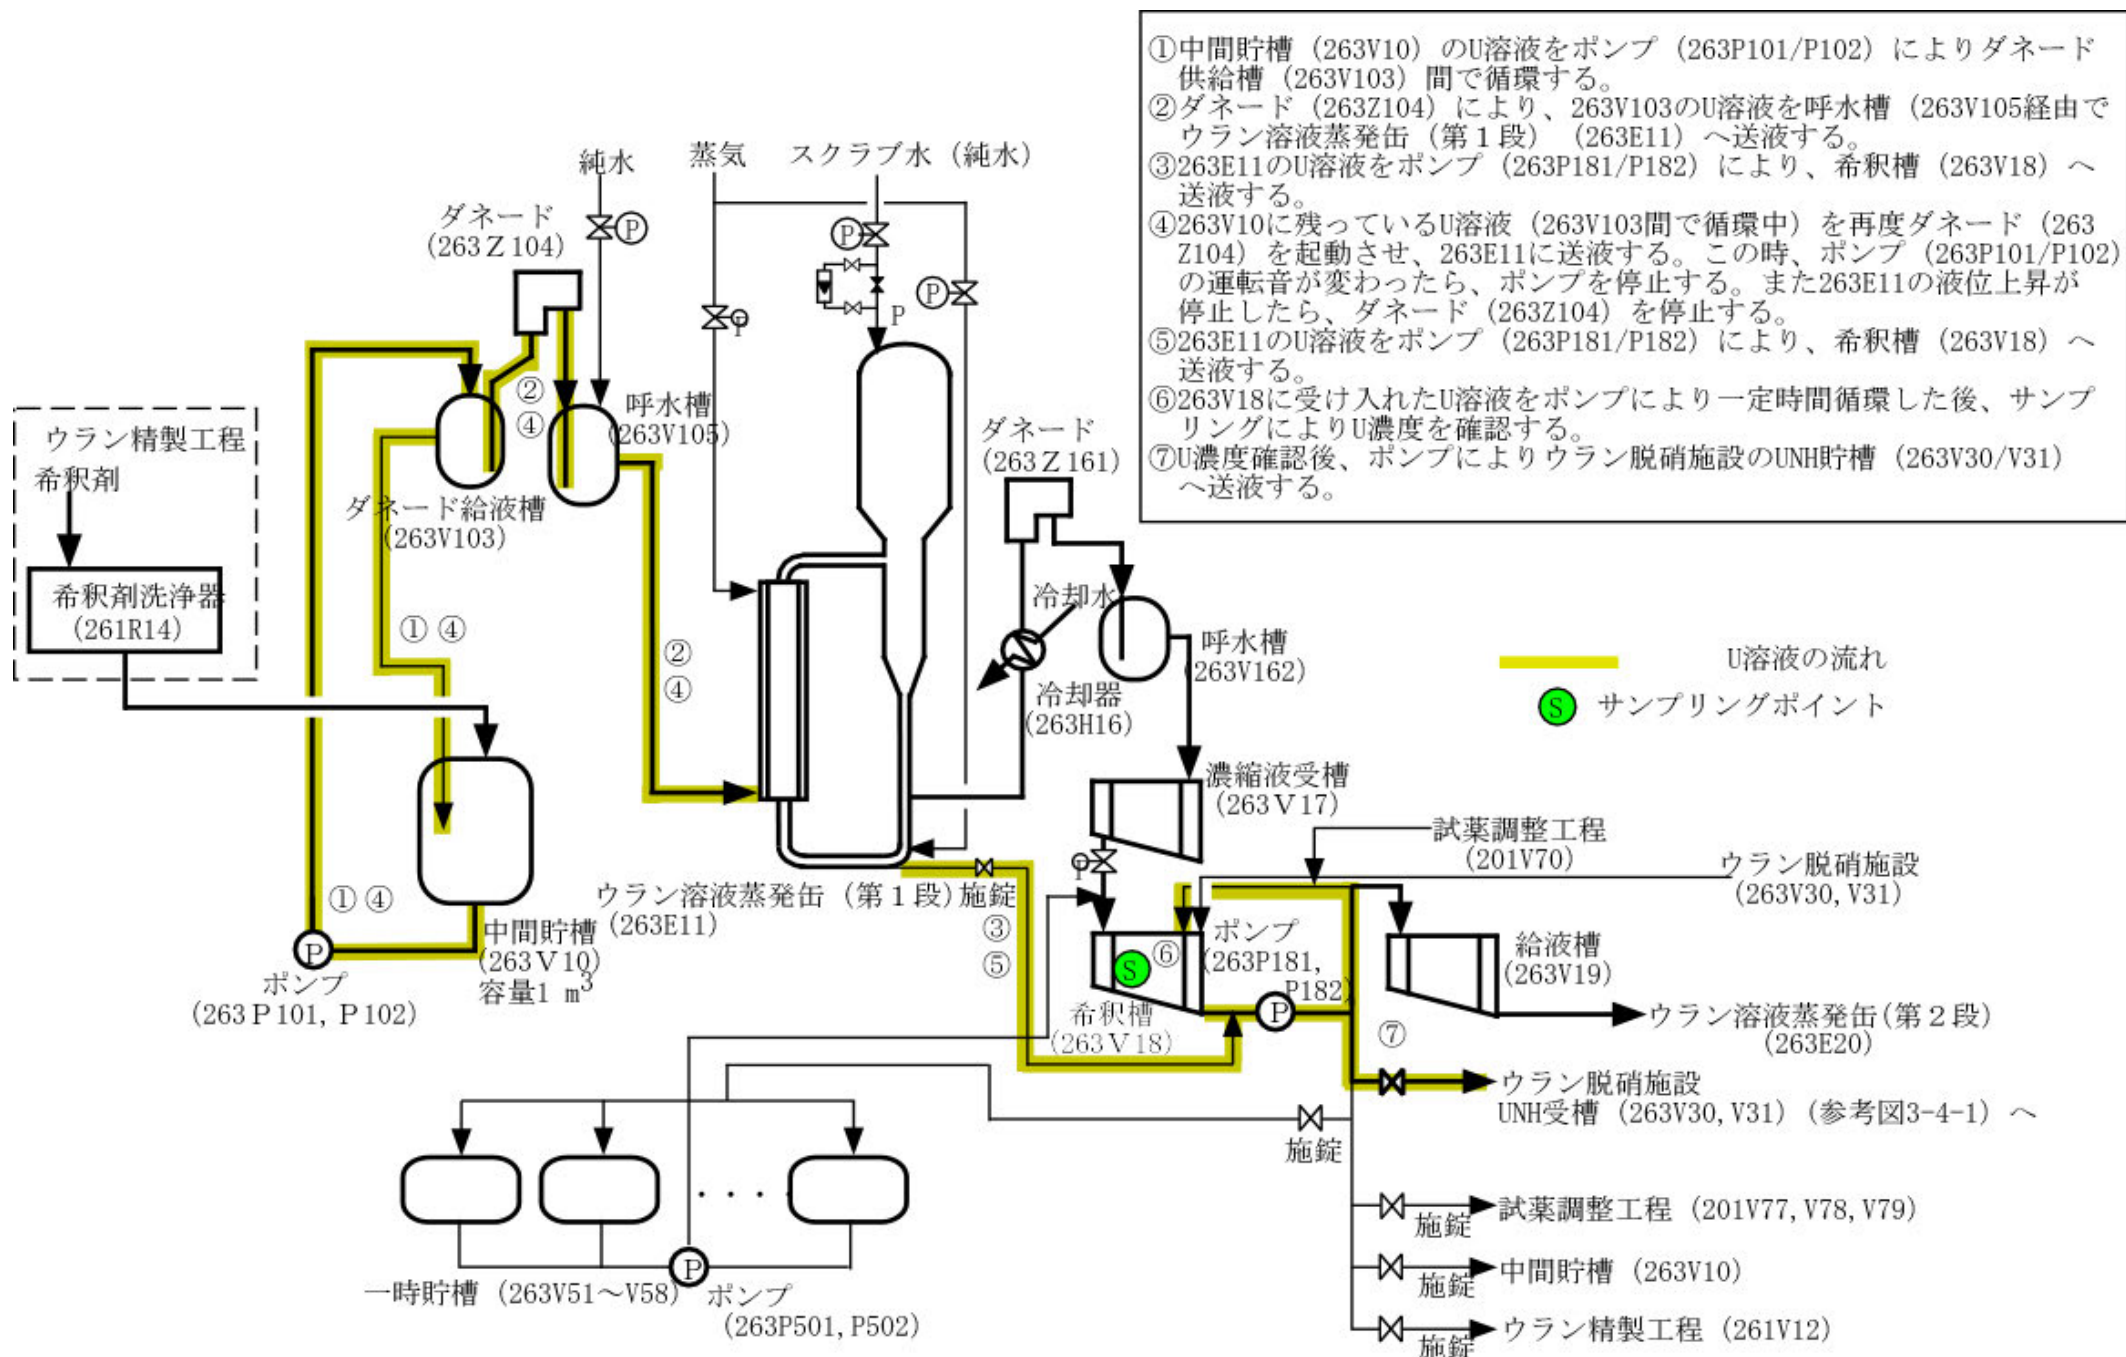 ①中間貯槽（263V10）のU溶液をポンプ（263P101/P102）によりダネード
供給槽（263V103）間で循環する。
②ダネード（263Z104）により、263V103のU溶液を呼水槽（263V105経由で
ウラン溶液蒸発缶（第１段）（263E11）へ送液する。
③263E11のU溶液をポンプ（263P181/P182）により、希釈槽（263V18）へ
送液する。
④263V10に残っているU溶液（263V103間で循環中）を再度ダネード（263
Z104）を起動させ、263E11に送液する。この時、ポンプ（263P101/P102）
の運転音が変わったら、ポンプを停止する。また263E11の液位上昇が
停止したら、ダネード（263Z104）を停止する。
⑤263E11のU溶液をポンプ（263P181/P182）により、希釈槽（263V18）へ
送液する。
⑥263V18に受け入れたU溶液をポンプにより一定時間循環した後、サンプ
リングによりU濃度を確認する。
⑦U濃度確認後、ポンプによりウラン脱硝施設のUNH貯槽（263V30/V31）
へ送液する。
純水
蒸気
スクラブ水（純水）
ダネード
(263Ｚ104)
P
P
P
P
P
②
④
呼水槽
(263V105)
ダネード給液槽
(263V103)
ウラン精製工程
希釈剤
希釈剤洗浄器
(261R14)
① ④
②
④
ダネード
(263Ｚ161)
冷却水
冷却器
(263H16)
呼水槽
(263V162)
U溶液の流れ
S サンプリングポイント
濃縮液受槽
(263Ｖ17)
P
試薬調整工程
(201V70)
ウラン脱硝施設
(263V30, V31)
① ④
P
ポンプ
(263Ｐ101, Ｐ102)
中間貯槽
(263Ｖ10)
容量1 m3
ウラン溶液蒸発缶（第１段）
(263E11)
施錠
③
⑤
S
⑥
希釈槽
(263Ｖ18)
ポンプ
(263P181,
P182)
P
給液槽
(263V19)
ウラン溶液蒸発缶(第２段)
(263E20)
⑦
ウラン脱硝施設
UNH受槽（263V30, V31）(参考図3-4-1）へ
施錠
施錠
試薬調整工程（201V77, V78, V79）
施錠
中間貯槽（263V10）
施錠
ウラン精製工程（261V12）
・・・・
一時貯槽（263V51～V58）
P
ポンプ
(263P501, P502)